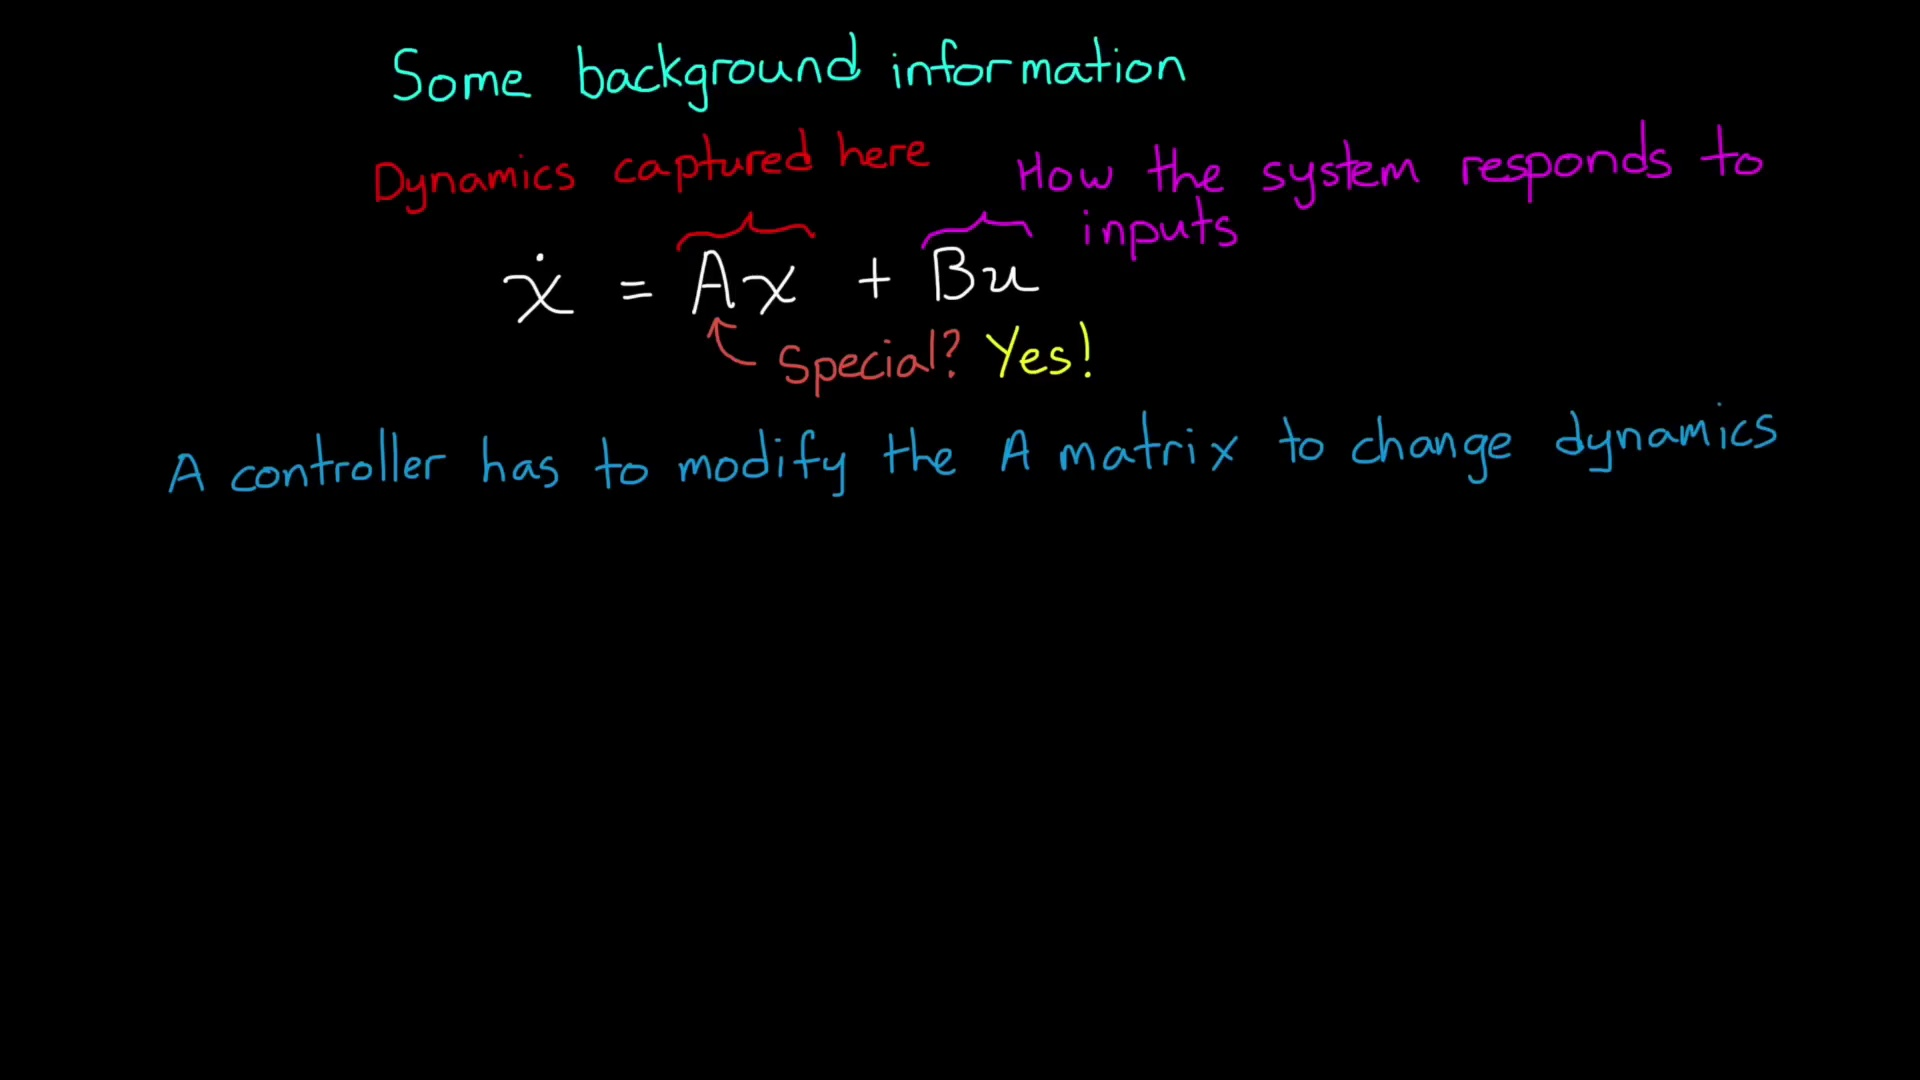 Some background information
Dynamics captured here
How the system responds to
inputs
ẋ = Ax + Bu
Special? Yes!
A controller has to modify the A matrix to change dynamics